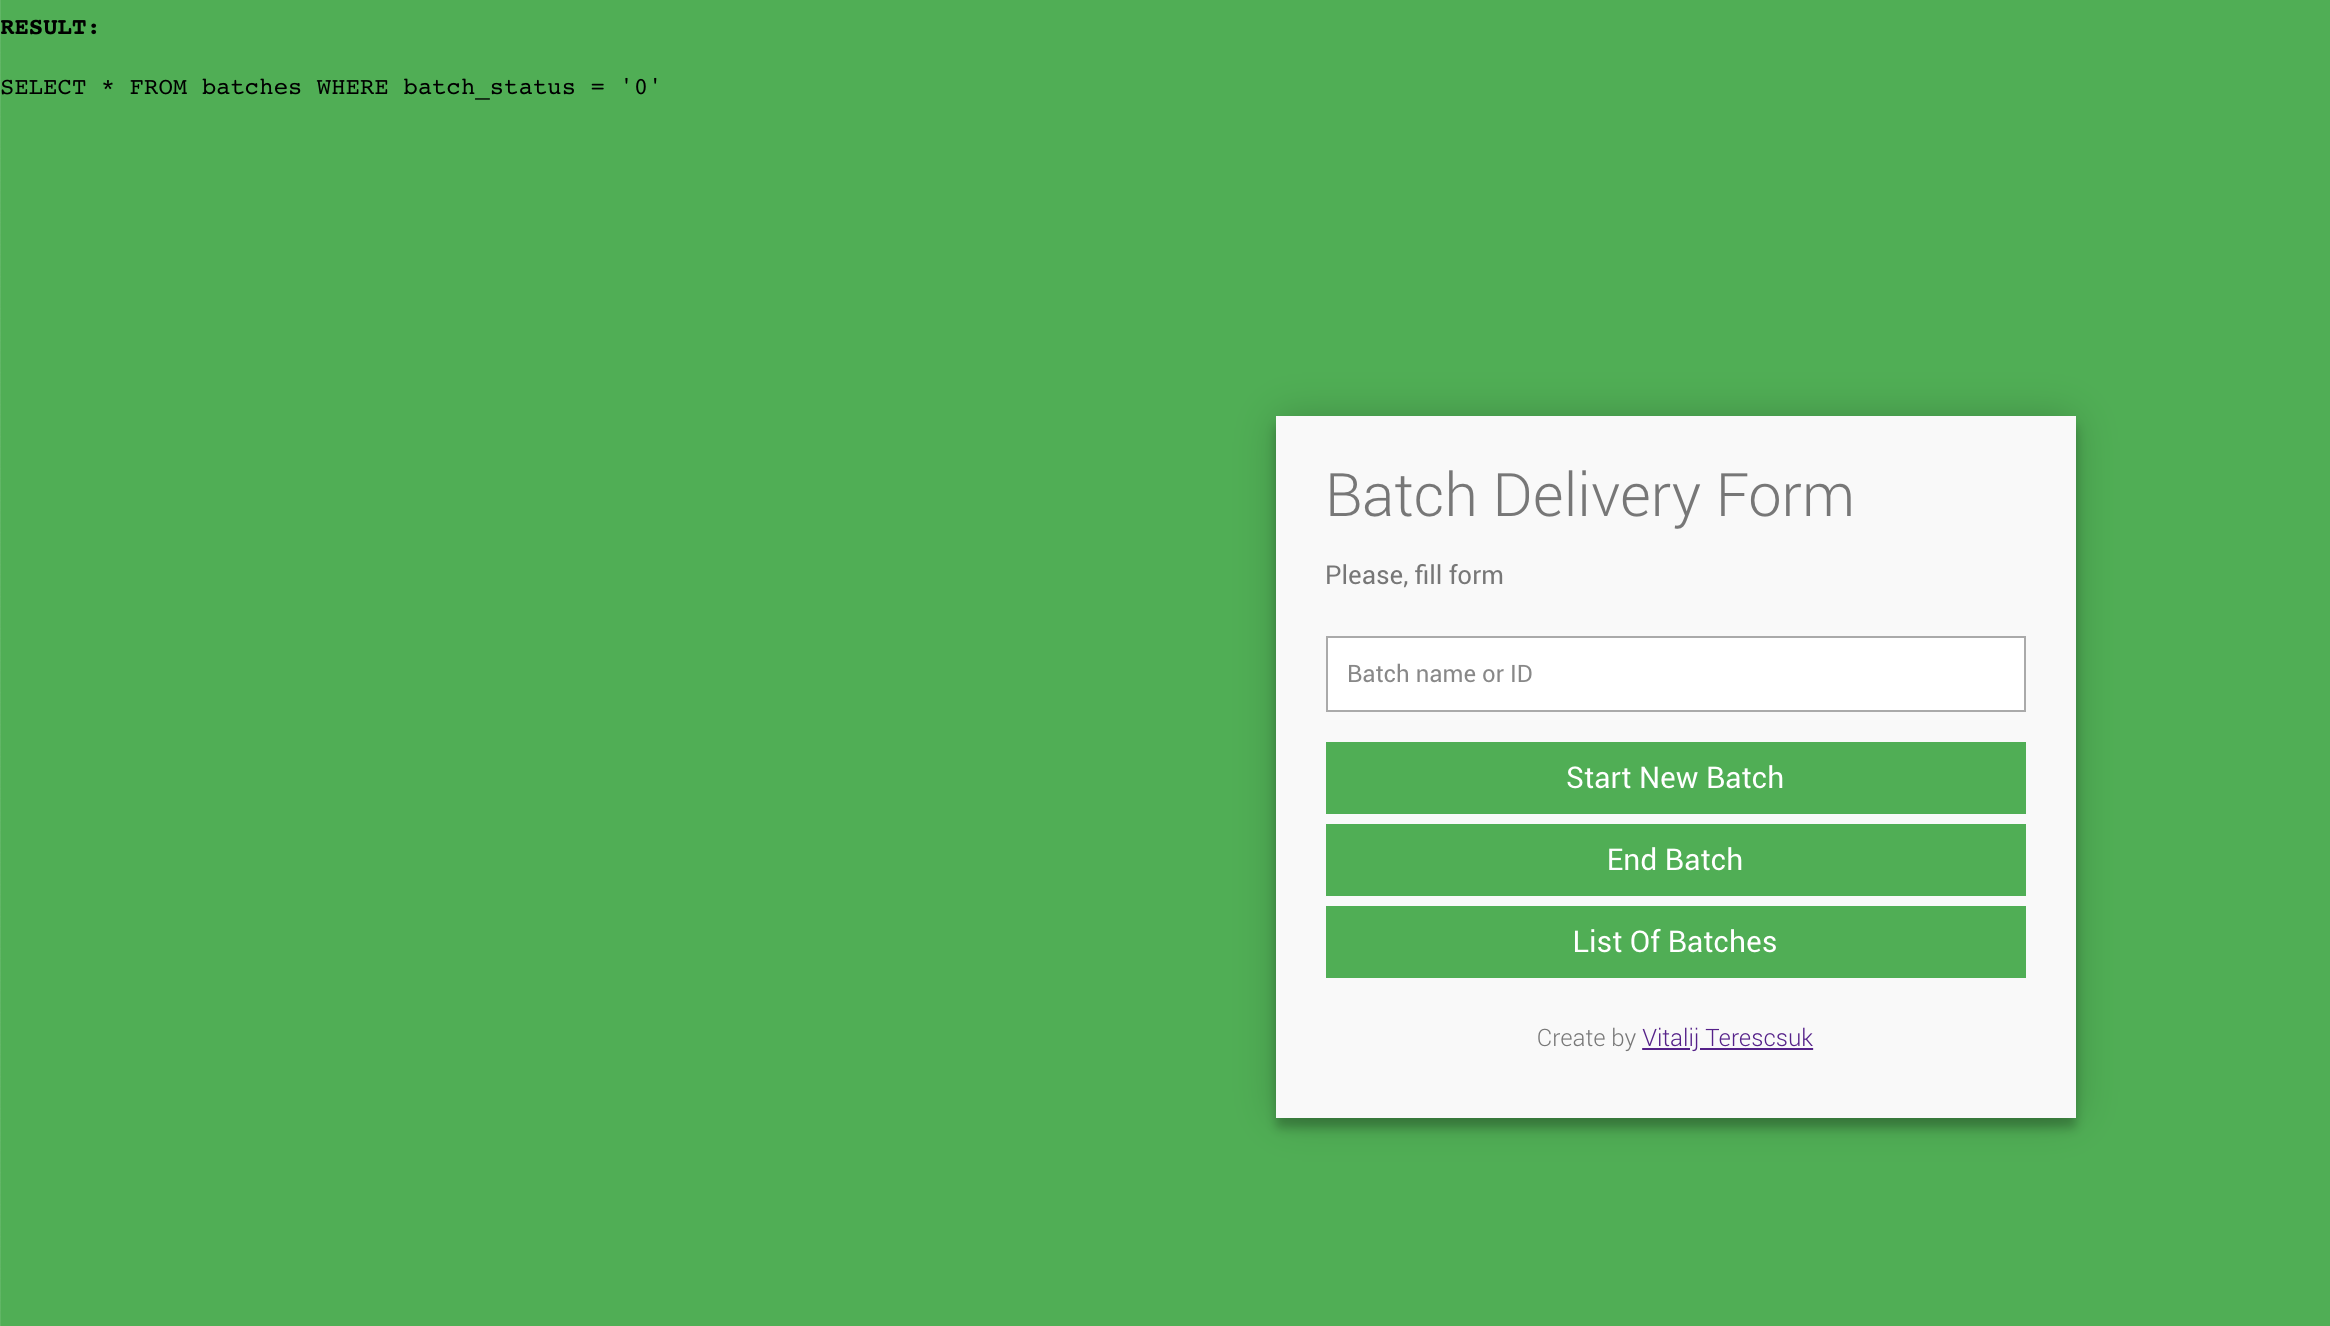 RESULT:
SELECT * FROM batches WHERE batch_status = '0'
Batch Delivery Form
Please, fill form
Batch name or ID
Start New Batch
End Batch
List Of Batches
Create by Vitalij Terescsuk